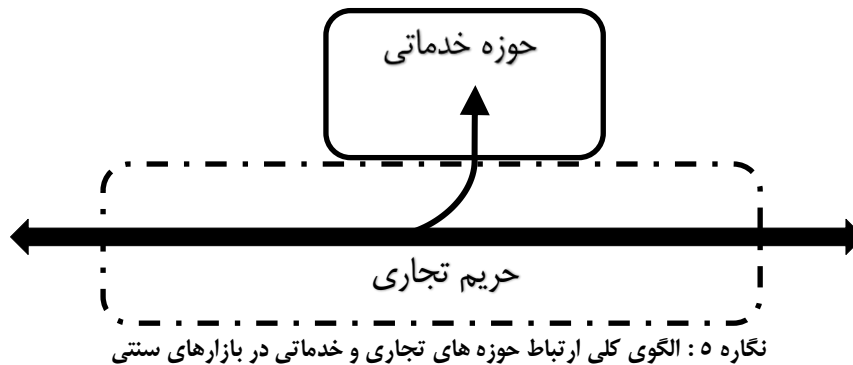 حوزه خدماتی
حریم تجاری
نگاره ۵ : الگوی کلی ارتباط حوزه های تجاری و خدماتی در بازارهای سنتی